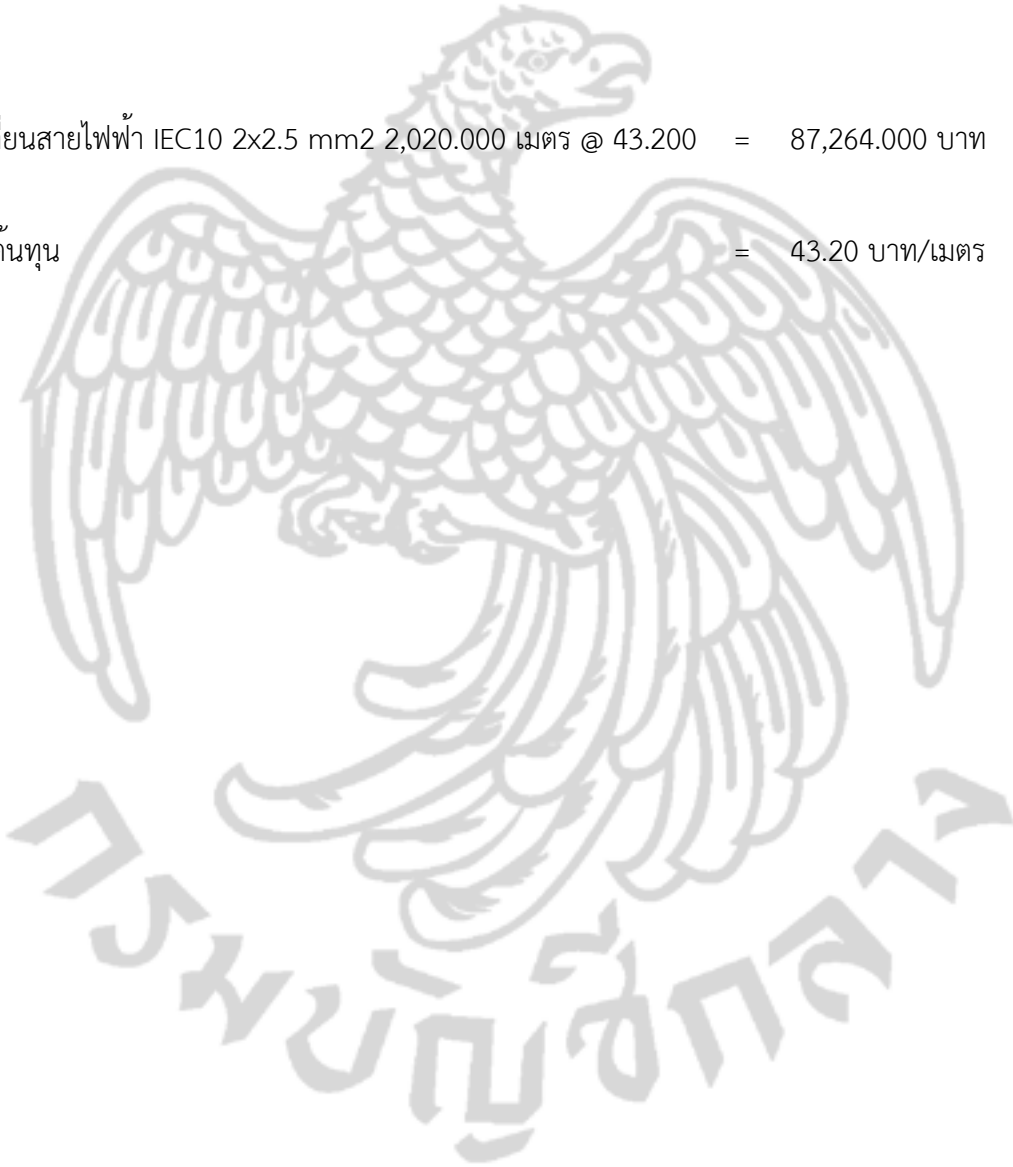 ี่ยนสายไฟฟ้า IEC10 2x2.5 mm2 2,020.000 เมตร @ 43.200 = 87,264.000 บาท
้นทุน = 43.20 บาท/เมตร
กรมบัญชีกลาง